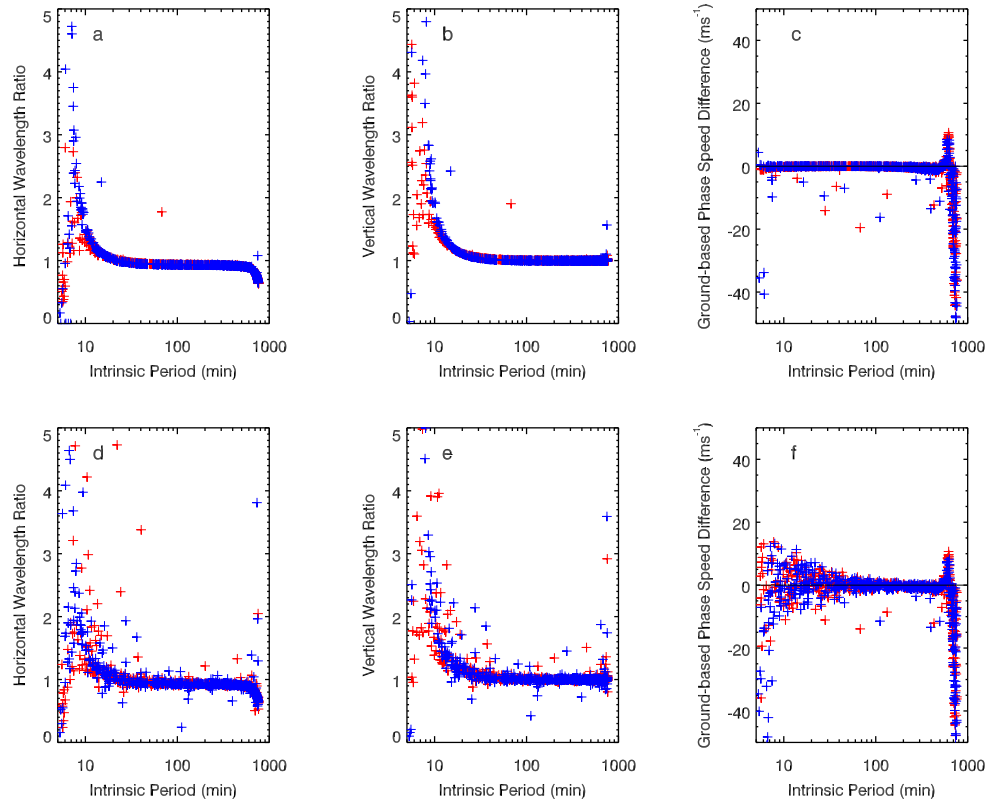 a
Horizontal Wavelength Ratio
5
4
3
2
1
0
10 100 1000
Intrinsic Period (min)
b
Vertical Wavelength Ratio
5
4
3
2
1
0
10 100 1000
Intrinsic Period (min)
c
Ground-based Phase Speed Difference (ms⁻¹)
40
20
0
-20
-40
10 100 1000
Intrinsic Period (min)
d
Horizontal Wavelength Ratio
5
4
3
2
1
0
10 100 1000
Intrinsic Period (min)
e
Vertical Wavelength Ratio
5
4
3
2
1
0
10 100 1000
Intrinsic Period (min)
f
Ground-based Phase Speed Difference (ms⁻¹)
40
20
0
-20
-40
10 100 1000
Intrinsic Period (min)